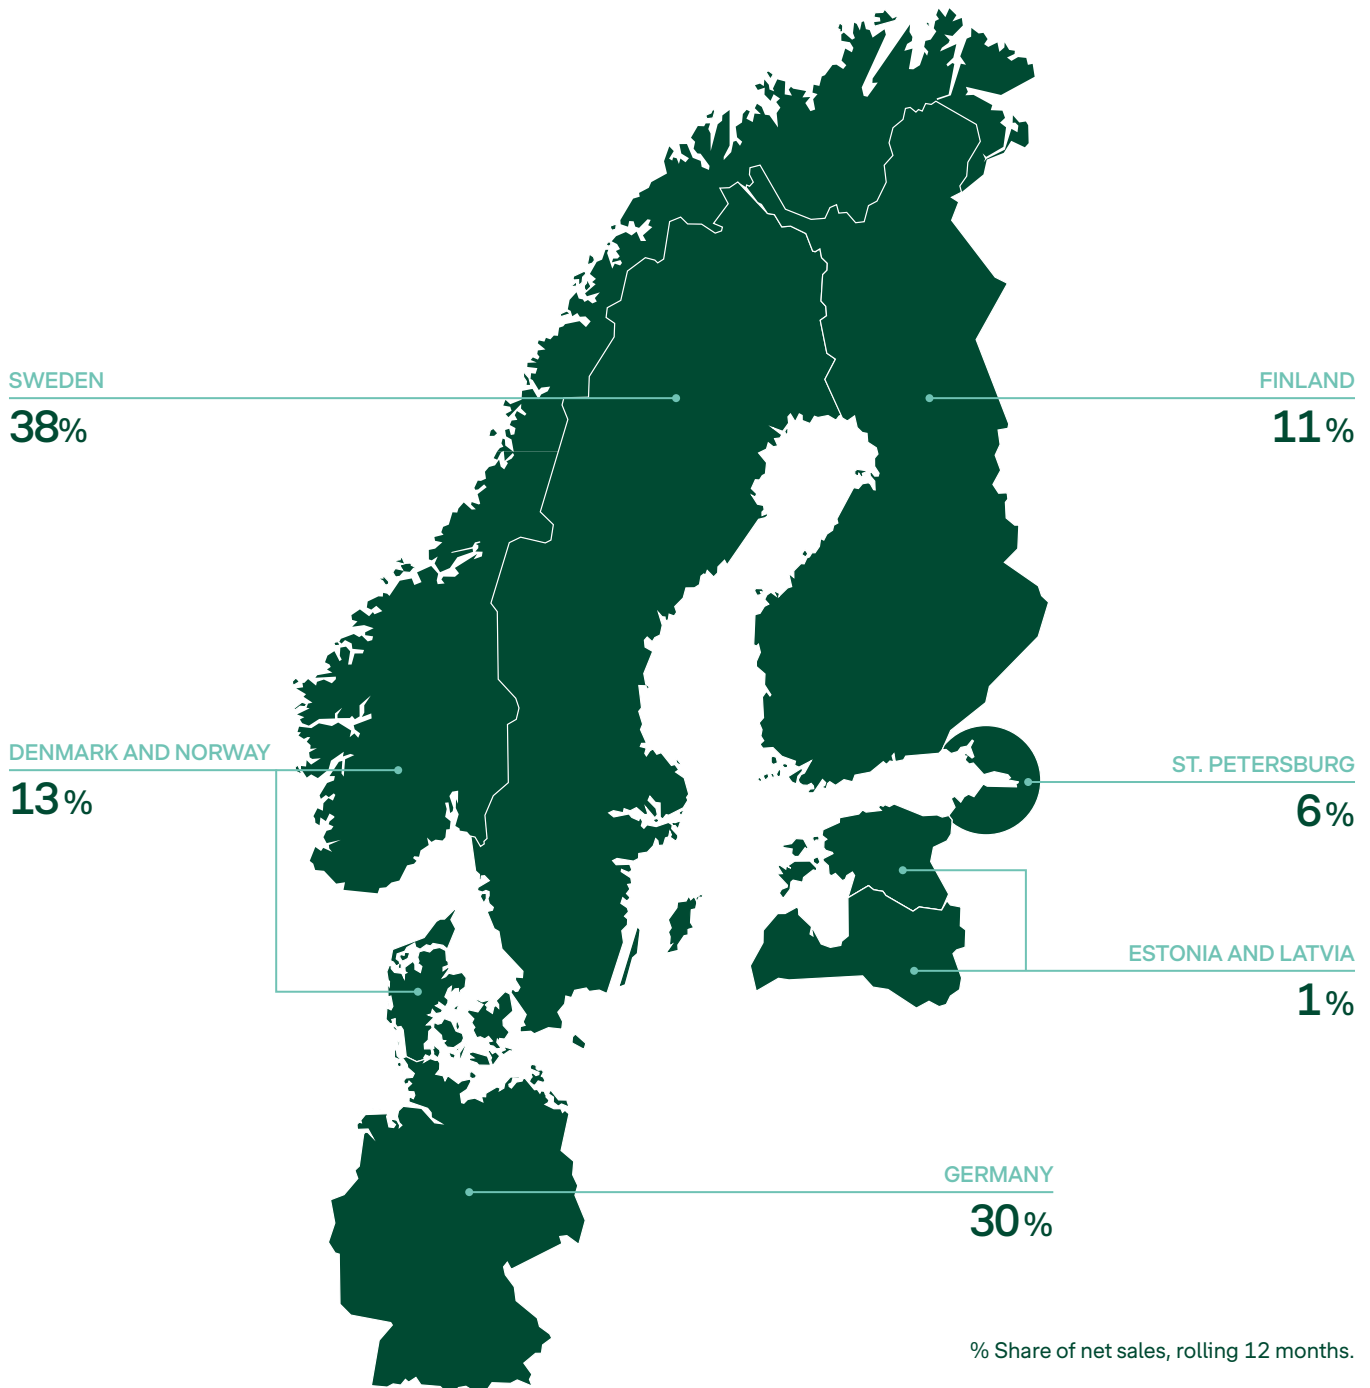 SWEDEN
38%
FINLAND
11%
DENMARK AND NORWAY
13%
ST. PETERSBURG
6%
ESTONIA AND LATVIA
1%
GERMANY
30%
% Share of net sales, rolling 12 months.